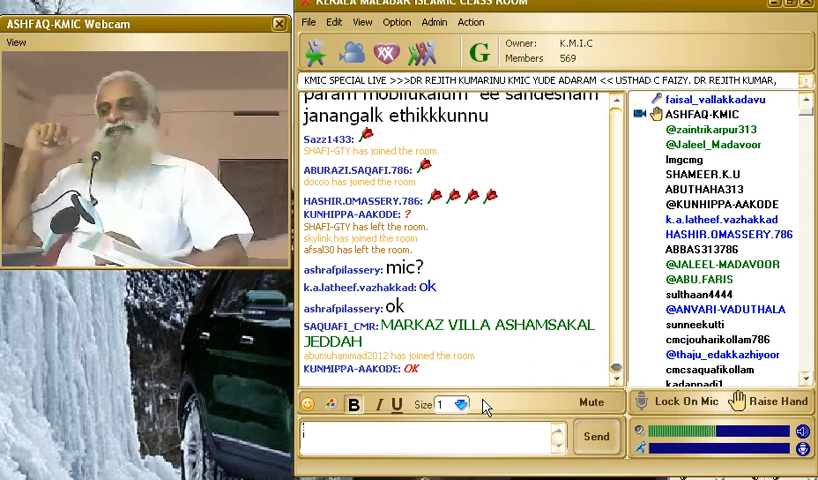 ASHFAQ-KMIC Webcam
View
KERALA MALABAR ISLAMIC CLASS ROOM
File Edit View Option Admin Action
G
Owner: K.M.I.C
Members 569
KMIC SPECIAL LIVE >>>DR REJITH KUMARINU KMIC YUDE ADARAM << USTHAD C FAIZY. DR REJITH KUMAR,
param mobilukalum ee sandesham
janangalk ethikkkunnu
Sazz1433:
SHAFI-GTY has joined the room
ABURAZI.SAQAFI.786:
docoo has joined the room
HASHIR.OMASSERY.786:
KUNHIPPA-AAKODE: ?
SHAFI-GTY has left the room.
skylink has joined the room
afsal30 has left the room.
ashrafpilassery: mic?
k.a.latheef.vazhakkad: ok
ashrafpilassery: ok
SAQUAFI_CMR: MARKAZ VILLA ASHAMSAKAL
JEDDAH
abumuhammad2012 has joined the room
KUNHIPPA-AAKODE: OK
faisal_vallakkadavu
ASHFAQ-KMIC
@zaintrikarpur313
@Jaleel_Madavoor
lmgcmg
SHAMEER.K.U
ABUTHAHA313
@KUNHIPPA-AAKODE
k.a.latheef.vazhakkad
HASHIR.OMASSERY.786
ABBAS313786
@JALEEL-MADAVOOR
@ABU.FARIS
sulthaan4444
@ANVARI-VADUTHALA
sunneekutti
cmcjouharikollam786
@thaju_edakkazhiyoor
cmcsaquafikollam
kadannadi1
B I U Size 1 Mute
Lock On Mic Raise Hand
i
Send